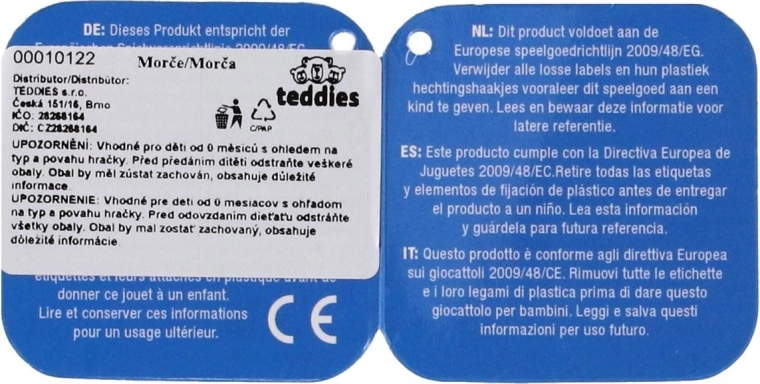 DE: Dieses Produkt entspricht der
00010122
Morče/Morča
Distributor/Distribútor:
TEDDIES s.r.o.
Česká 151/16, Brno
IČO: 28268164
DIČ: CZ28268164
C/PAP
teddies
UPOZORNĚNÍ: Vhodné pro děti od 0 měsíců s ohledem na
typ a povahu hračky. Před předáním dítěti odstraňte veškeré
obaly. Obal by měl zůstat zachován, obsahuje důležité
informace.
UPOZORNENIE: Vhodné pre deti od 0 mesiacov s ohľadom
na typ a povahu hračky. Pred odovzdaním dieťaťu odstráňte
všetky obaly. Obal by mal zostať zachovaný, obsahuje
dôležité informácie.
étiquettes et leurs attaches en plastique avant de
donner ce jouet à un enfant.
Lire et conserver ces informations
pour un usage ultérieur.
CE
NL: Dit product voldoet aan de
Europese speelgoedrichtlijn 2009/48/EG.
Verwijder alle losse labels en hun plastiek
hechtingshaakjes vooraleer dit speelgoed aan een
kind te geven. Lees en bewaar deze informatie voor
latere referentie.
ES: Este producto cumple con la Directiva Europea de
Juguetes 2009/48/EC.Retire todas las etiquetas
y elementos de fijación de plástico antes de entregar
el producto a un niño. Lea esta información
y guárdela para futura referencia.
IT: Questo prodotto è conforme agli direttiva Europea
sui giocattoli 2009/48/CE. Rimuovi tutte le etichette
e i loro legami di plastica prima di dare questo
giocattolo per bambini. Leggi e salva questi
informazioni per uso futuro.